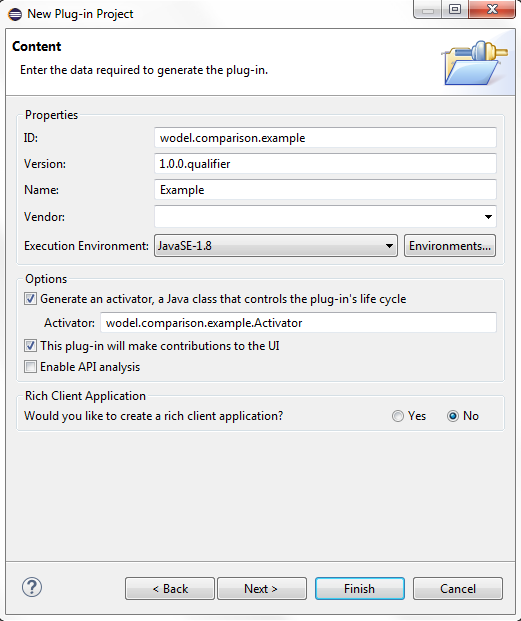 New Plug-in Project
Content
Enter the data required to generate the plug-in.
Properties
ID: wodel.comparison.example
Version: 1.0.0.qualifier
Name: Example
Vendor:
Execution Environment: JavaSE-1.8 Environments...
Options
Generate an activator, a Java class that controls the plug-in's life cycle
Activator: wodel.comparison.example.Activator
This plug-in will make contributions to the UI
Enable API analysis
Rich Client Application
Would you like to create a rich client application? Yes No
? < Back Next > Finish Cancel